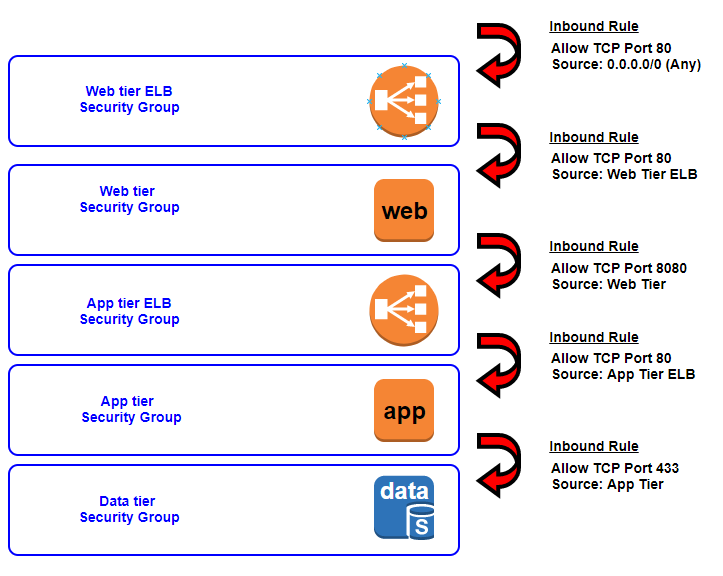 Inbound Rule
Allow TCP Port 80
Source: 0.0.0.0/0 (Any)
Web tier ELB
Security Group
Inbound Rule
Allow TCP Port 80
Source: Web Tier ELB
Web tier
Security Group
web
Inbound Rule
Allow TCP Port 8080
Source: Web Tier
App tier ELB
Security Group
Inbound Rule
Allow TCP Port 80
Source: App Tier ELB
App tier
Security Group
app
Inbound Rule
Allow TCP Port 433
Source: App Tier
Data tier
Security Group
data
S